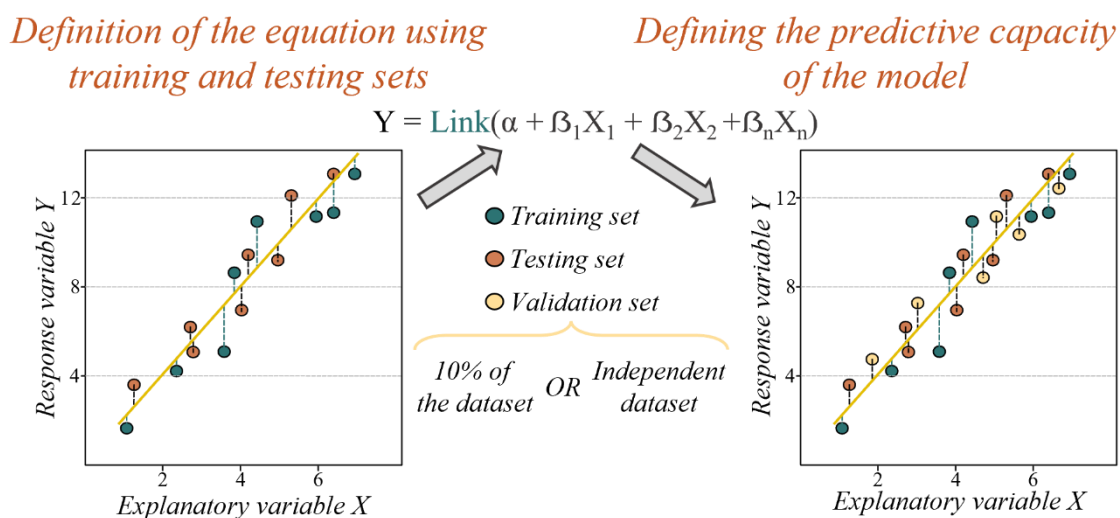 Definition of the equation using
training and testing sets
Defining the predictive capacity
of the model
Y = Link(α + ß₁X₁ + ß₂X₂ +ßₙXₙ)
Response variable Y
12
8
4
2
4
6
Explanatory variable X
Training set
Testing set
Validation set
10% of
the dataset
OR
Independent
dataset
Response variable Y
12
8
4
2
4
6
Explanatory variable X